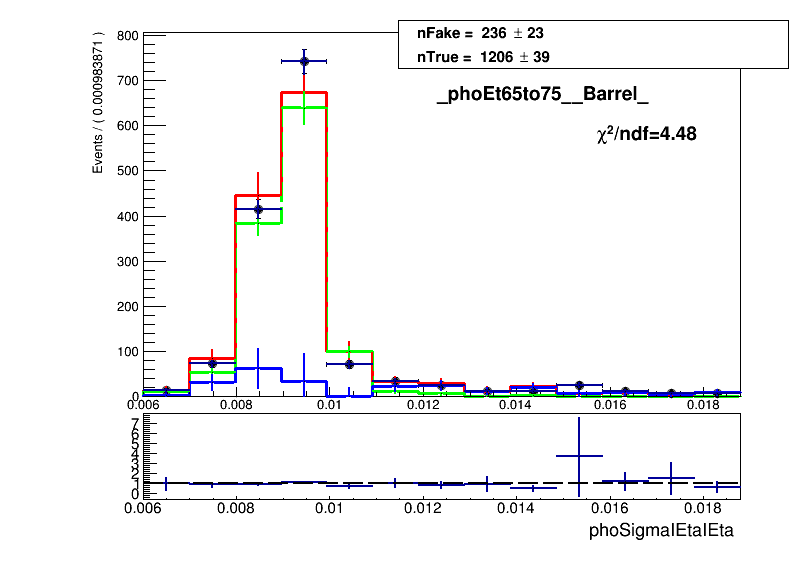 nFake = 236 ± 23
nTrue = 1206 ± 39
_phoEt65to75__Barrel_
χ²/ndf=4.48
Events / ( 0.000983871 )
800
700
600
500
400
300
200
100
0
0.006 0.008 0.01 0.012 0.014 0.016 0.018
7
6
5
4
3
2
1
0
0.006 0.008 0.01 0.012 0.014 0.016 0.018
phoSigmaIEtaIEta